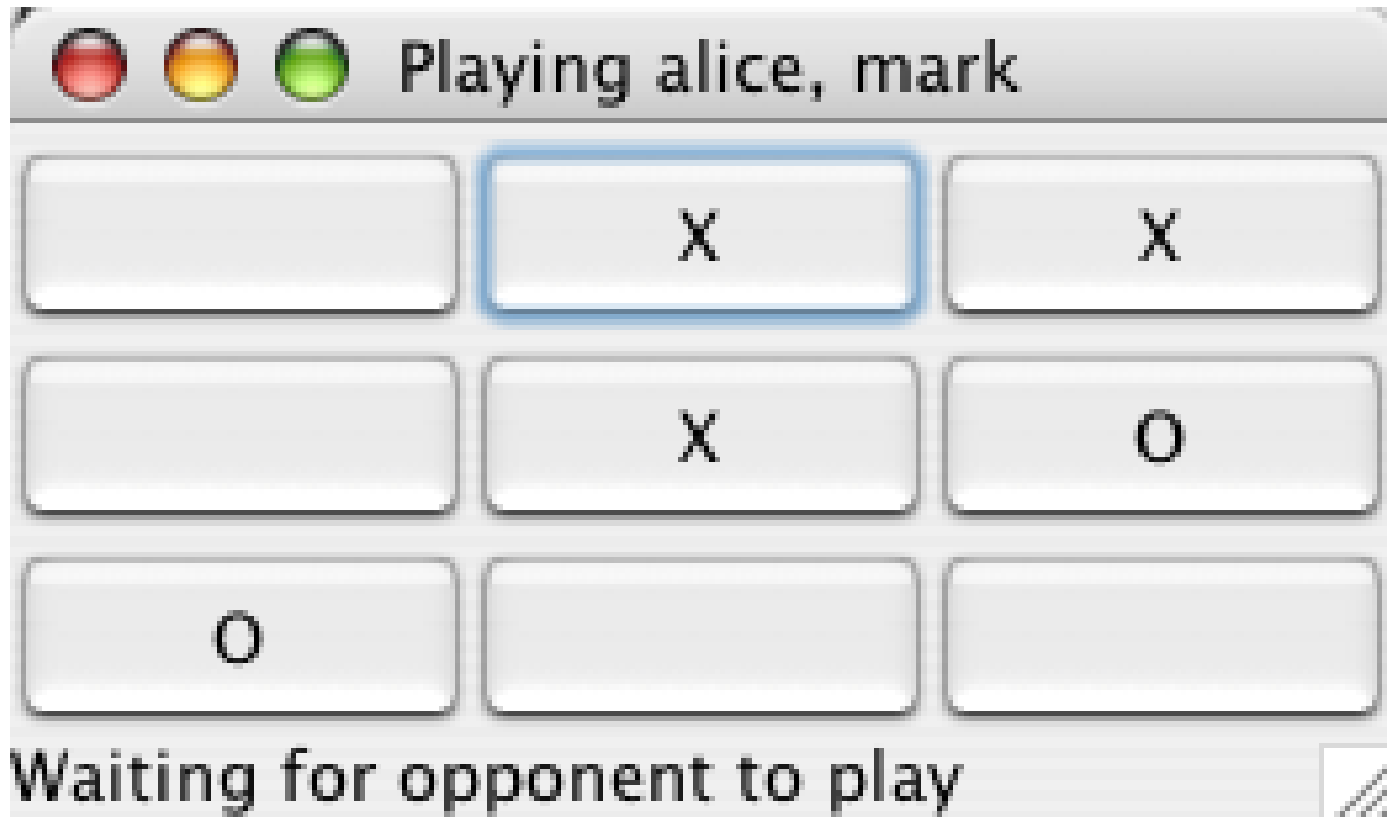 Playing alice, mark
X X
X O
O
Waiting for opponent to play